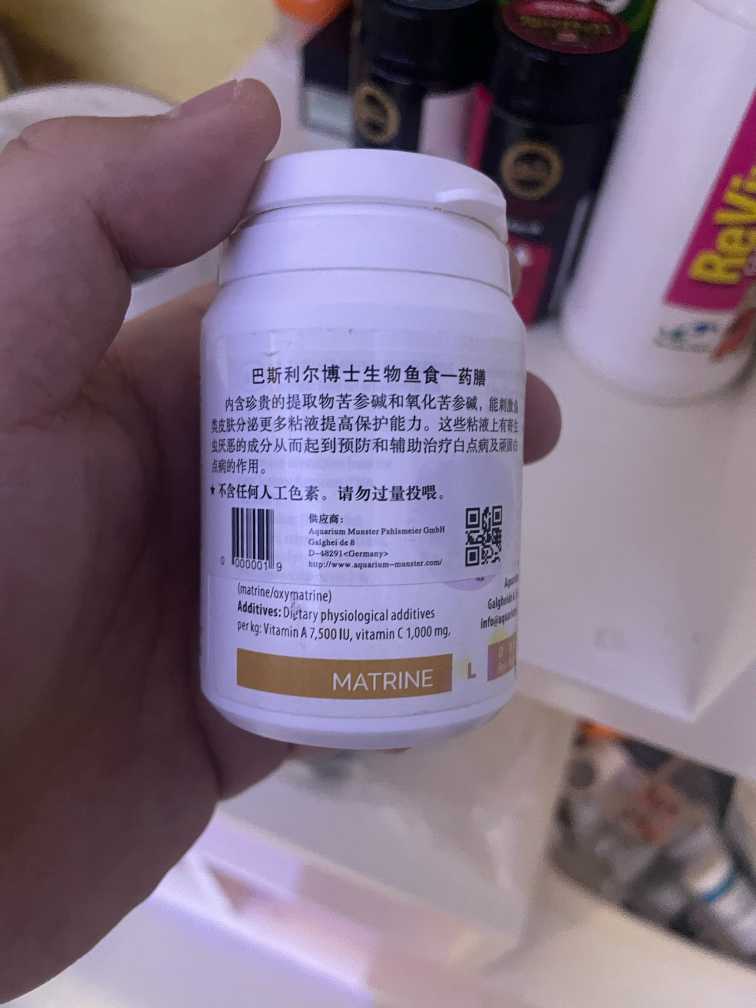 巴斯利尔博士生物鱼食—药膳
内含珍贵的提取物苦参碱和氧化苦参碱，能刺激鱼
类皮肤分泌更多粘液提高保护能力。这些粘液上有寄生
虫厌恶的成分从而起到预防和辅助治疗白点病及顽固白
点病的作用。
★不含任何人工色素。请勿过量投喂。
供应商：
Aquarium Munster Pahlsmeier GmbH
Galghei de 8
D-48291<Germany>
http://www.aquarium-munster.com/
0 000001 9
(matrine/oxymatrine)
Additives: Dietary physiological additives
per kg: Vitamin A 7,500 IU, vitamin C 1,000 mg,
MATRINE
L
ReVi